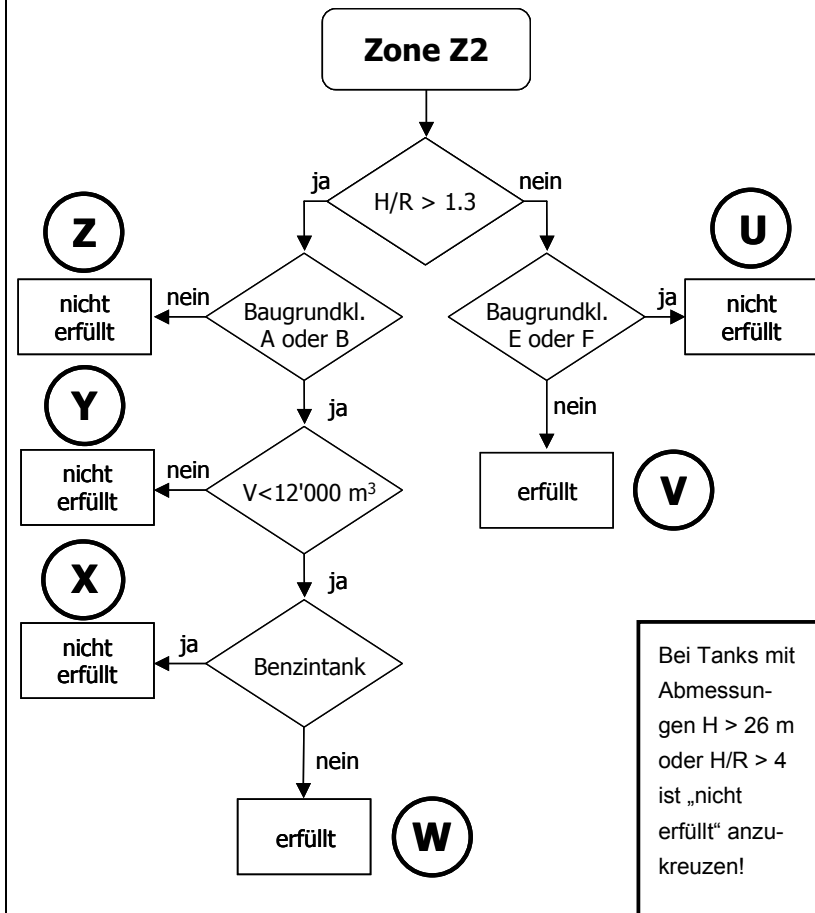 Zone Z2
ja
nein
H/R > 1.3
Z
U
nicht
erfüllt
nein
Baugrundkl.
A oder B
Baugrundkl.
E oder F
ja
nicht
erfüllt
Y
ja
nein
nicht
erfüllt
nein
V<12'000 m³
erfüllt
V
X
ja
nicht
erfüllt
ja
Benzintank
nein
erfüllt
W
Bei Tanks mit
Abmessun-
gen H > 26 m
oder H/R > 4
ist „nicht
erfüllt“ anzu-
kreuzen!